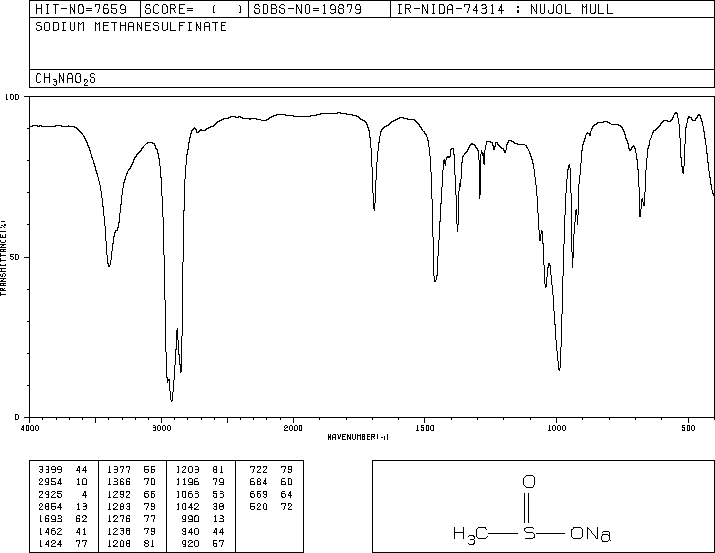 HIT-NO=7659 SCORE= ( ) SDBS-NO=19879 IR-NIDA-74314 : NUJOL MULL
SODIUM METHANESULFINATE
CH3NAO2S
100
50
0
TRANSMITTANCE(%)
4000 3000 2000 1500 1000 500
WAVENUMBER(-1)
3399 44 1377 56 1203 81 722 79
2954 10 1366 70 1196 79 684 60
2925 4 1292 66 1063 53 669 64
2854 13 1283 79 1042 38 520 72
1693 62 1276 77 990 13
1462 41 1238 79 940 44
1424 77 1208 81 920 57
O
H3C S ONa